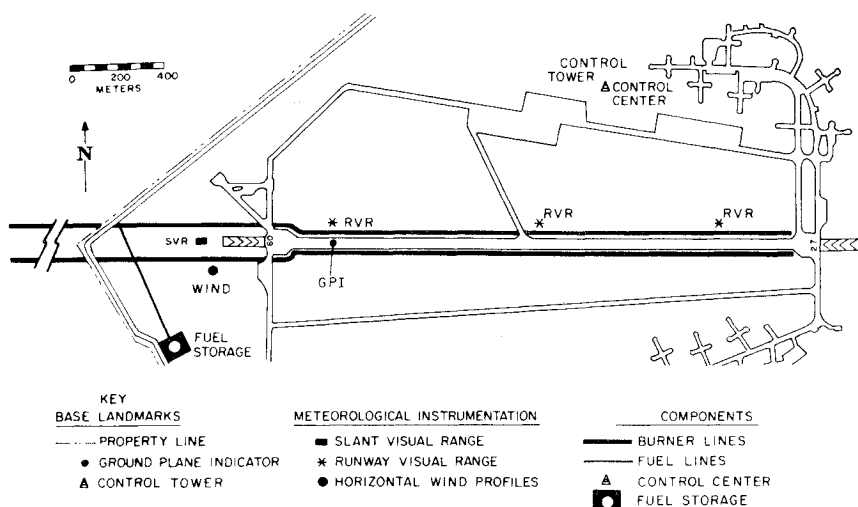 0 200 400
METERS
N
CONTROL
TOWER
CONTROL
CENTER
RVR
RVR
RVR
SVR
09
27
GPI
WIND
FUEL
STORAGE
KEY
BASE LANDMARKS
PROPERTY LINE
GROUND PLANE INDICATOR
CONTROL TOWER
METEOROLOGICAL INSTRUMENTATION
SLANT VISUAL RANGE
RUNWAY VISUAL RANGE
HORIZONTAL WIND PROFILES
COMPONENTS
BURNER LINES
FUEL LINES
CONTROL CENTER
FUEL STORAGE